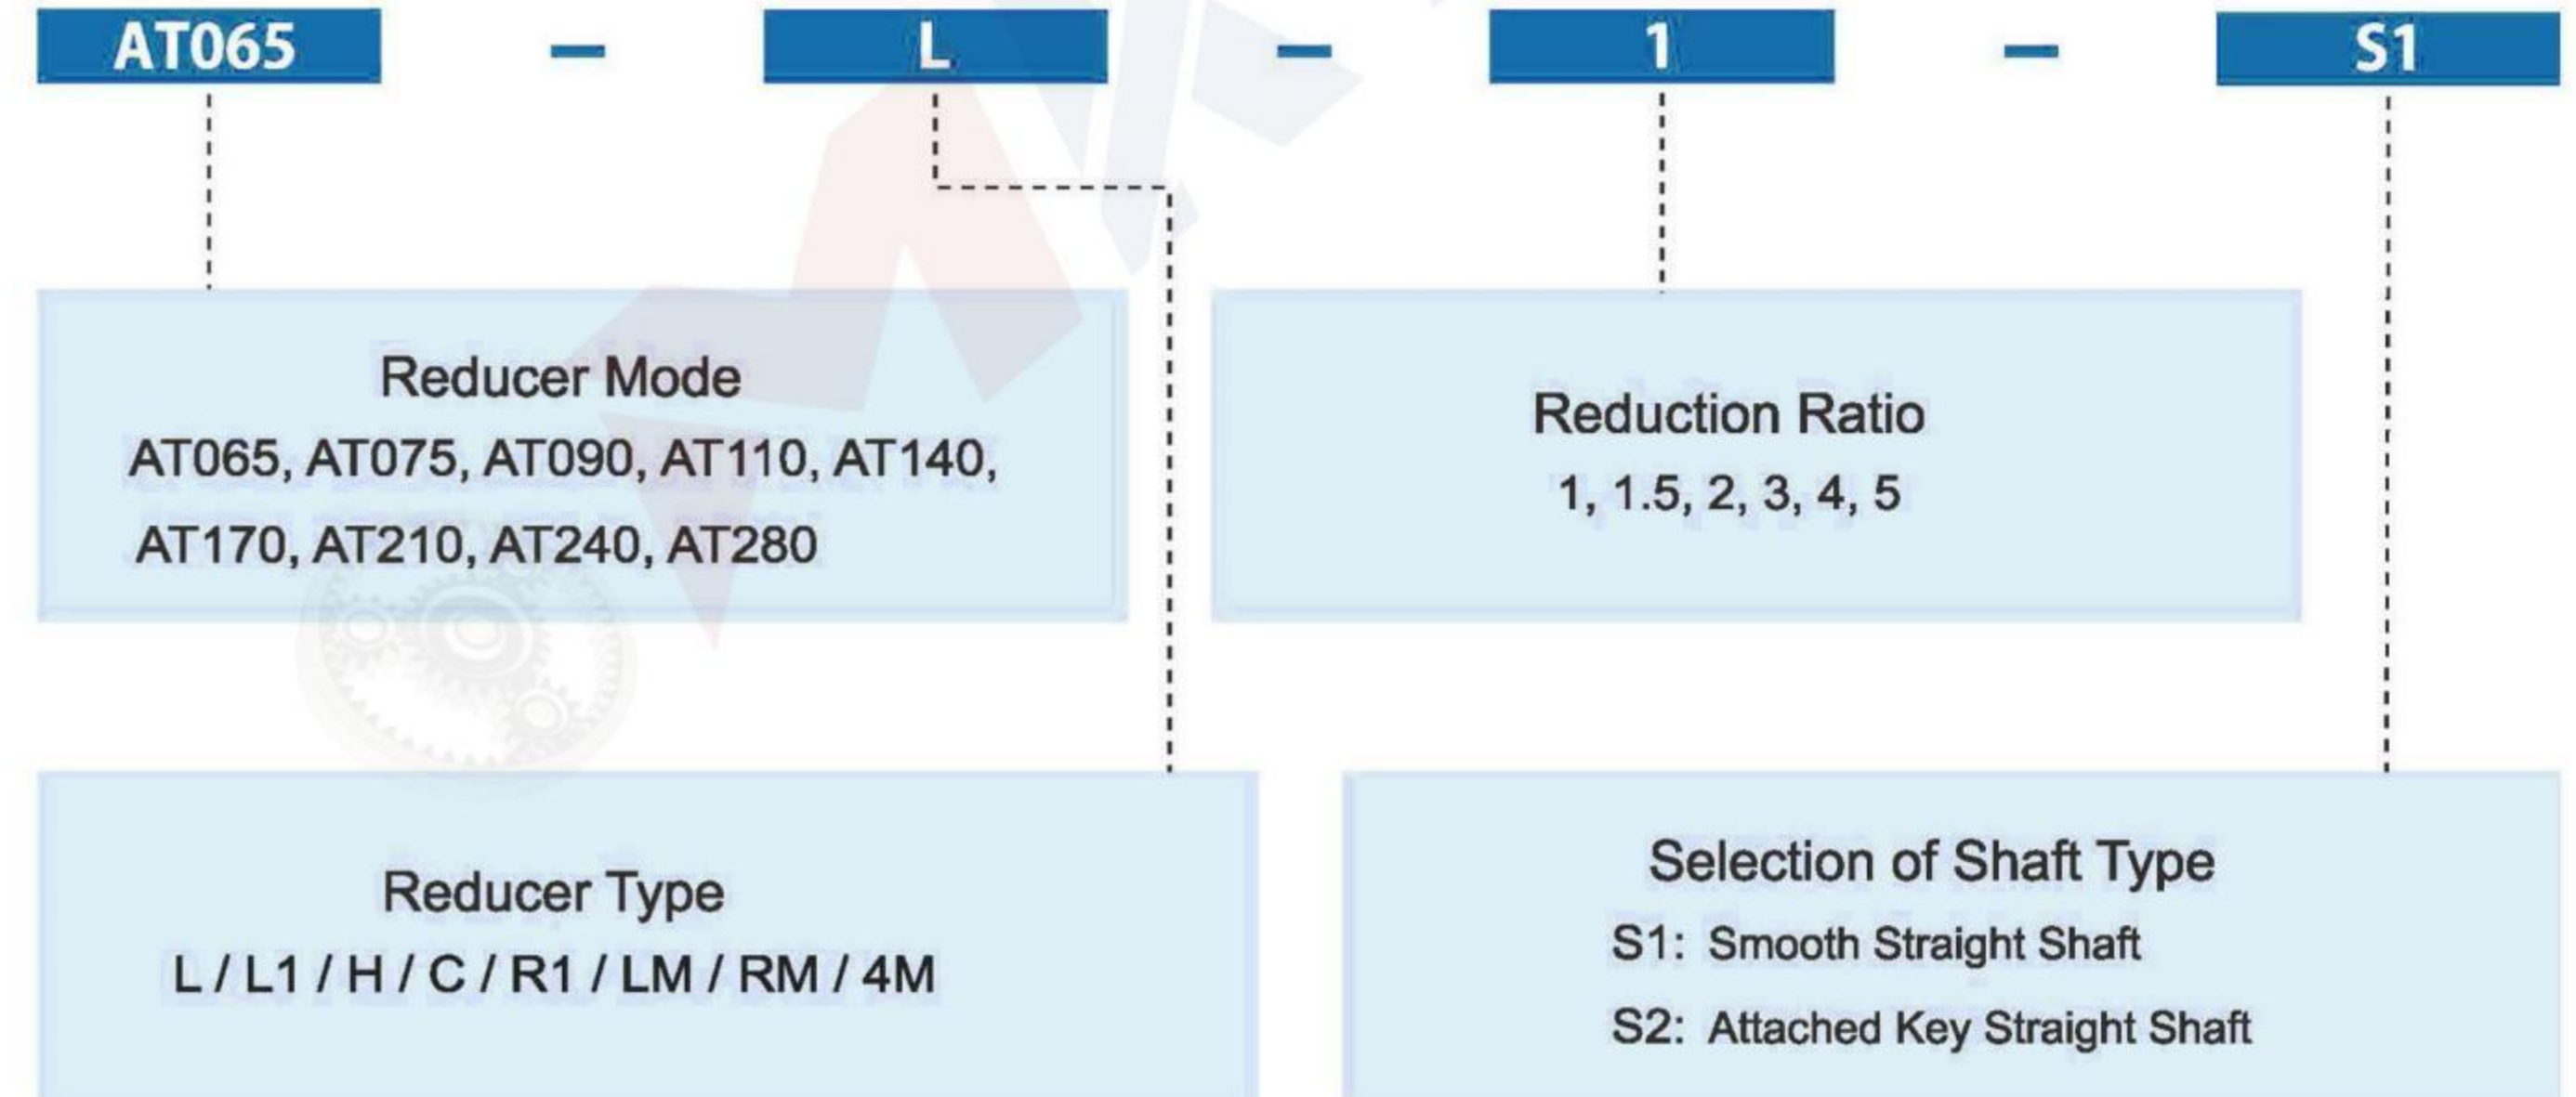 AT065 – L – 1 – S1
Reducer Mode
AT065, AT075, AT090, AT110, AT140,
AT170, AT210, AT240, AT280
Reduction Ratio
1, 1.5, 2, 3, 4, 5
Reducer Type
L / L1 / H / C / R1 / LM / RM / 4M
Selection of Shaft Type
S1: Smooth Straight Shaft
S2: Attached Key Straight Shaft